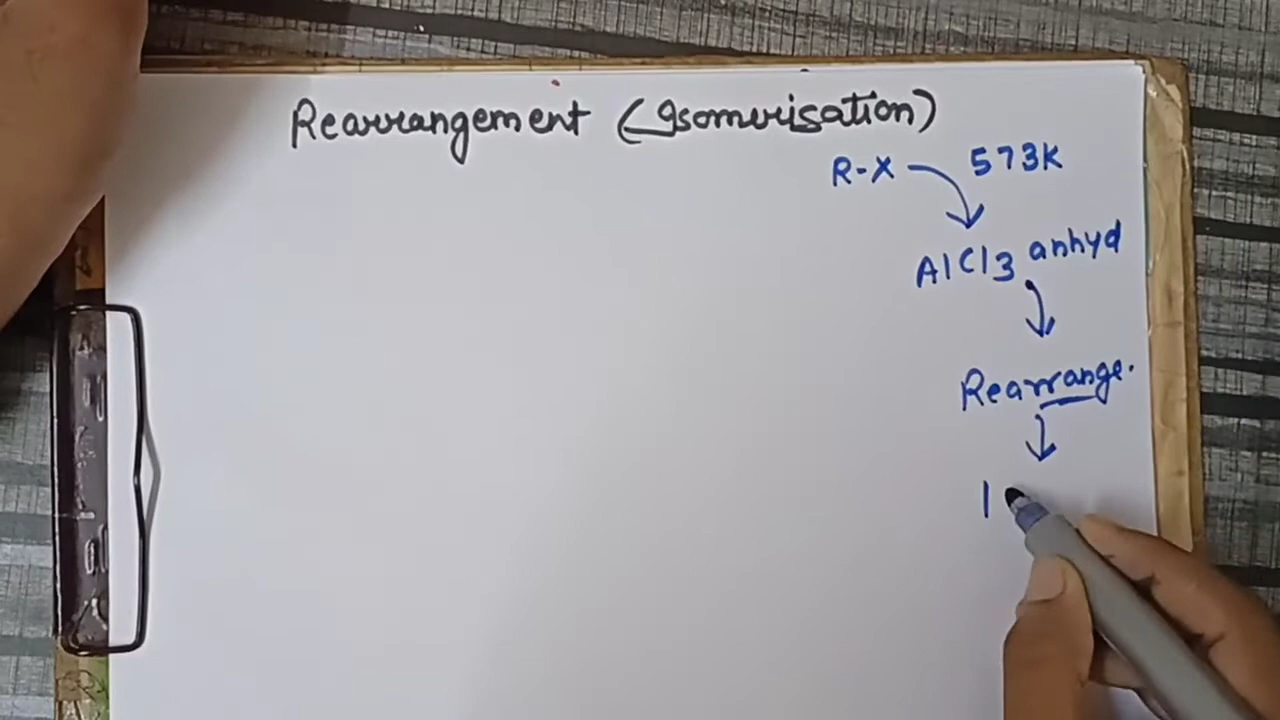 Rearrangement (Isomerisation)
R-X 573K
AlCl3 anhyd
Rearrange.
I